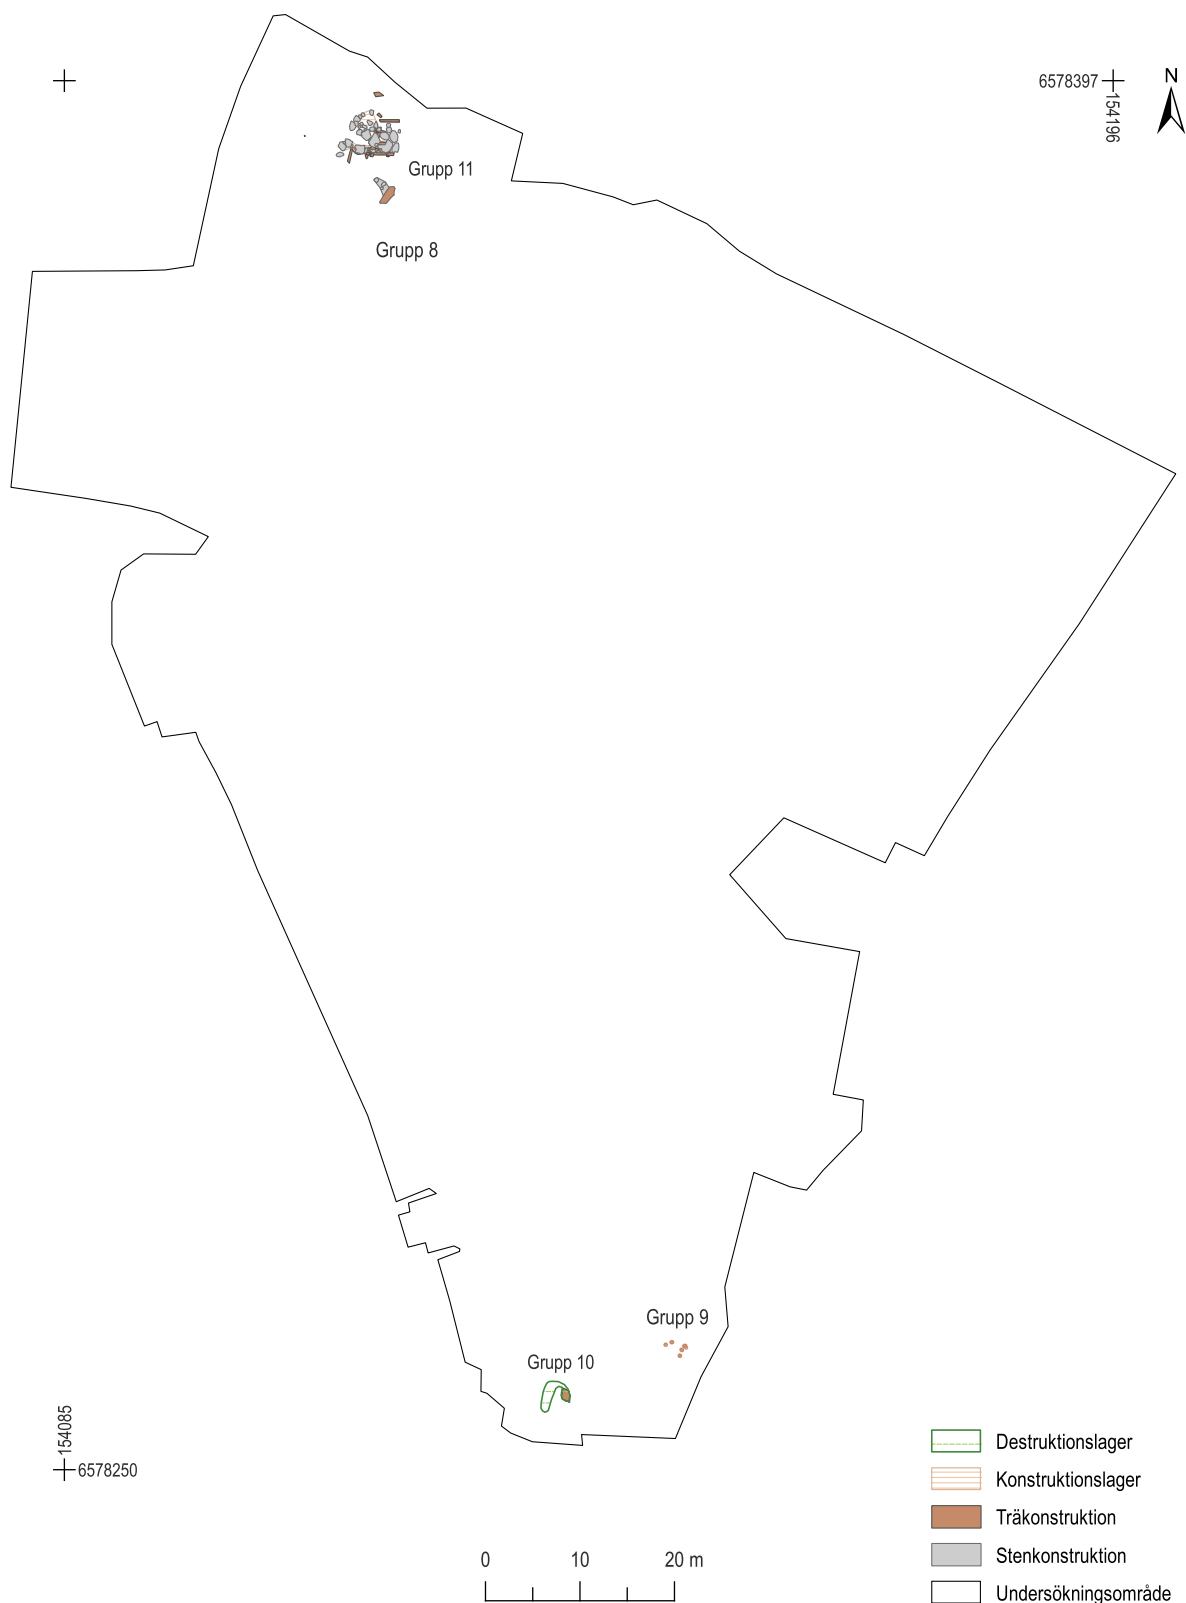 6578397
154196
N
Grupp 11
Grupp 8
Grupp 9
Grupp 10
154085
6578250
Destruktionslager
Konstruktionslager
Träkonstruktion
Stenkonstruktion
Undersökningsområde
0 10 20 m